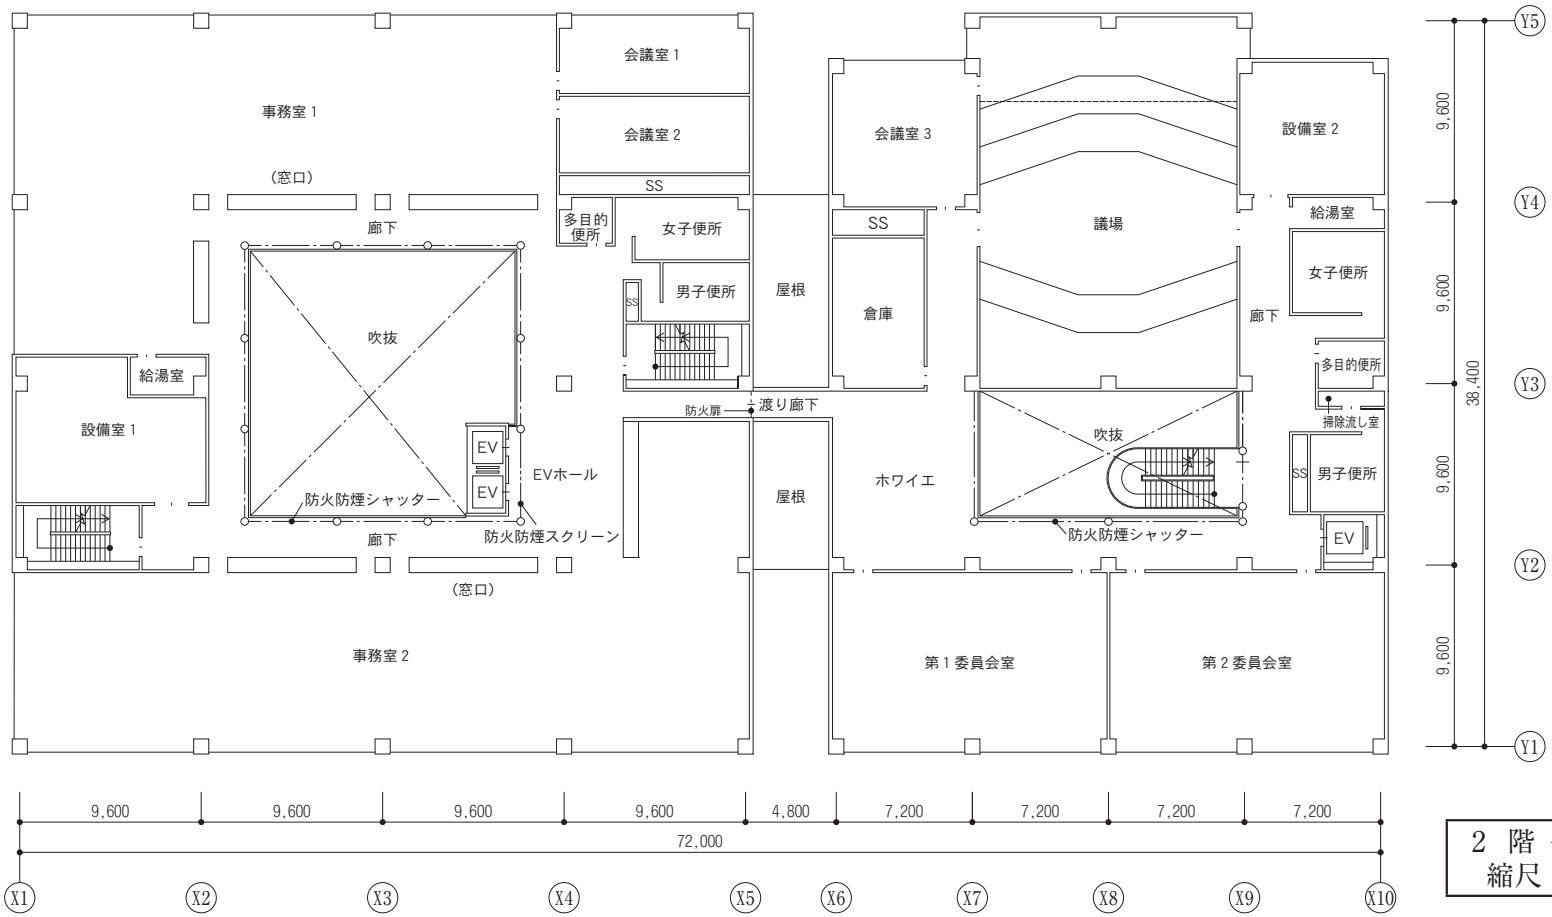 Y5
会議室 1
事務室 1
会議室 2
会議室 3
設備室 2
9,600
SS
(窓口)
Y4
多目的
便所
女子便所
給湯室
廊下
SS
議場
女子便所
男子便所
屋根
SS
倉庫
廊下
9,600
吹抜
多目的便所
給湯室
Y3
38,400
渡り廊下
防火扉
掃除流し室
設備室 1
吹抜
EV
EVホール
ホワイエ
SS
男子便所
9,600
EV
屋根
防火防煙シャッター
防火防煙スクリーン
防火防煙シャッター
廊下
EV
Y2
(窓口)
事務室 2
第 1 委員会室
第 2 委員会室
9,600
Y1
9,600
9,600
9,600
9,600
4,800
7,200
7,200
7,200
7,200
72,000
2 階
縮尺
X1
X2
X3
X4
X5
X6
X7
X8
X9
X10